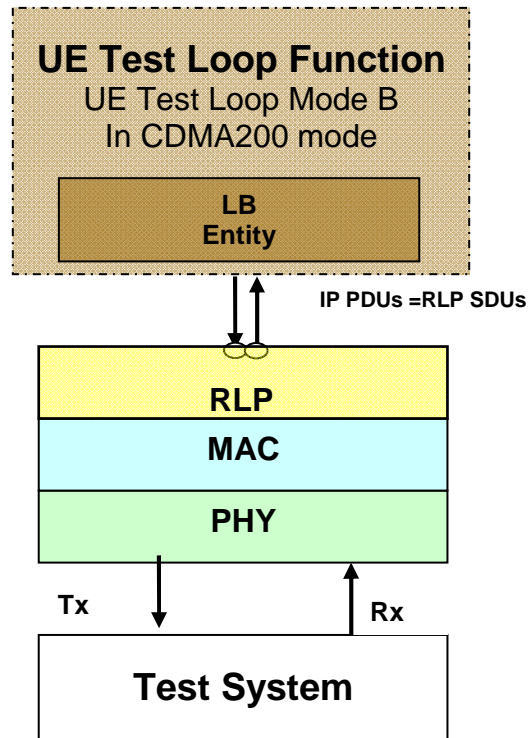 UE Test Loop Function
UE Test Loop Mode B
In CDMA200 mode
LB
Entity
IP PDUs =RLP SDUs
RLP
MAC
PHY
Tx
Rx
Test System